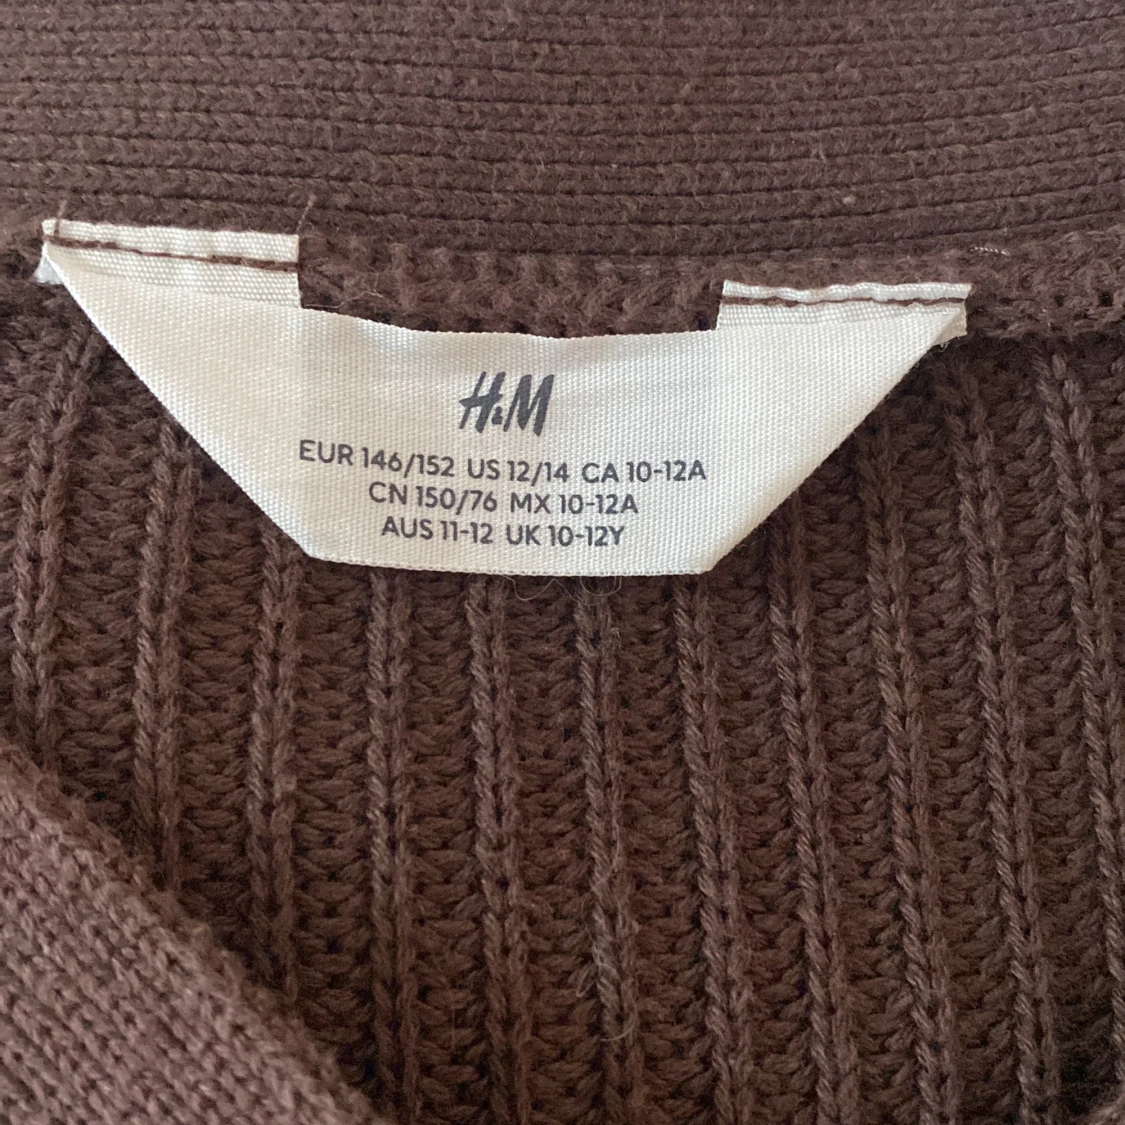 H&M
EUR 146/152 US 12/14 CA 10-12A
CN 150/76 MX 10-12A
AUS 11-12 UK 10-12Y